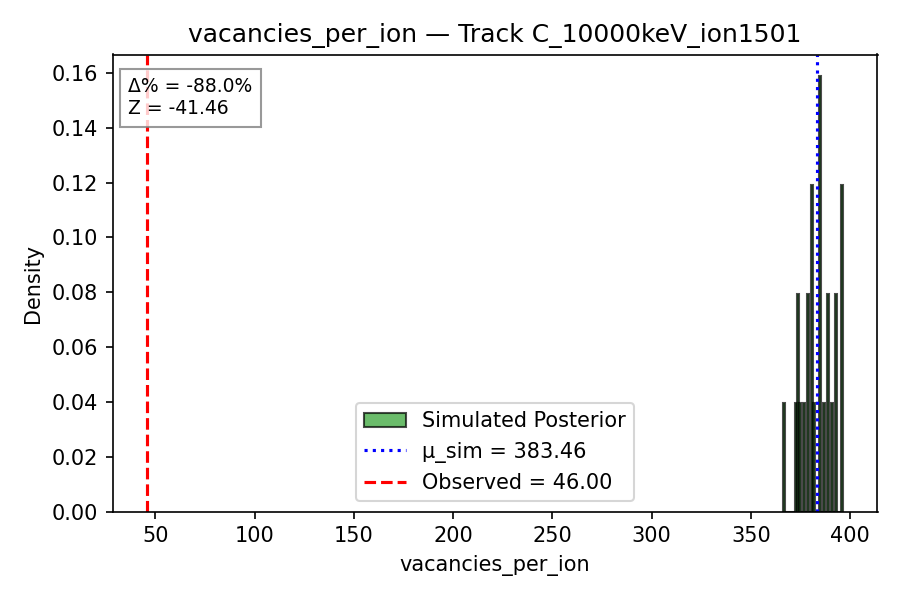 vacancies_per_ion — Track C_10000keV_ion1501
Δ% = -88.0%
Z = -41.46
0.16
0.14
0.12
0.10
0.08
0.06
0.04
0.02
0.00
Density
Simulated Posterior
μ_sim = 383.46
Observed = 46.00
50 100 150 200 250 300 350 400
vacancies_per_ion